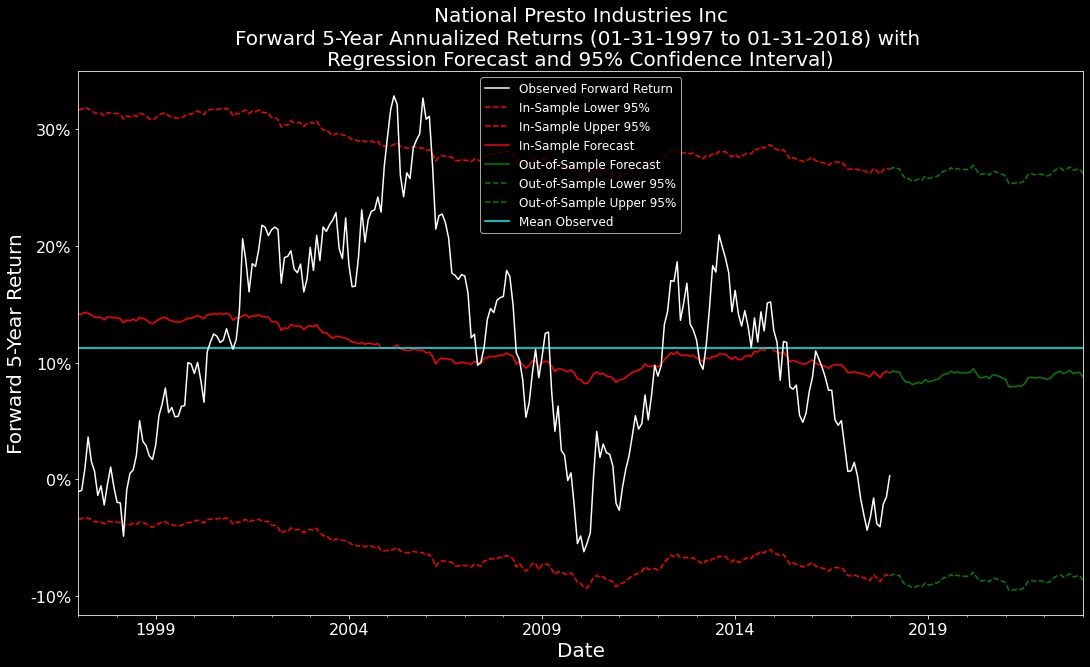 National Presto Industries Inc
Forward 5-Year Annualized Returns (01-31-1997 to 01-31-2018) with
Regression Forecast and 95% Confidence Interval)
Observed Forward Return
In-Sample Lower 95%
In-Sample Upper 95%
In-Sample Forecast
Out-of-Sample Forecast
Out-of-Sample Lower 95%
Out-of-Sample Upper 95%
Mean Observed
Forward 5-Year Return
30%
20%
10%
0%
-10%
1999
2004
2009
2014
2019
Date